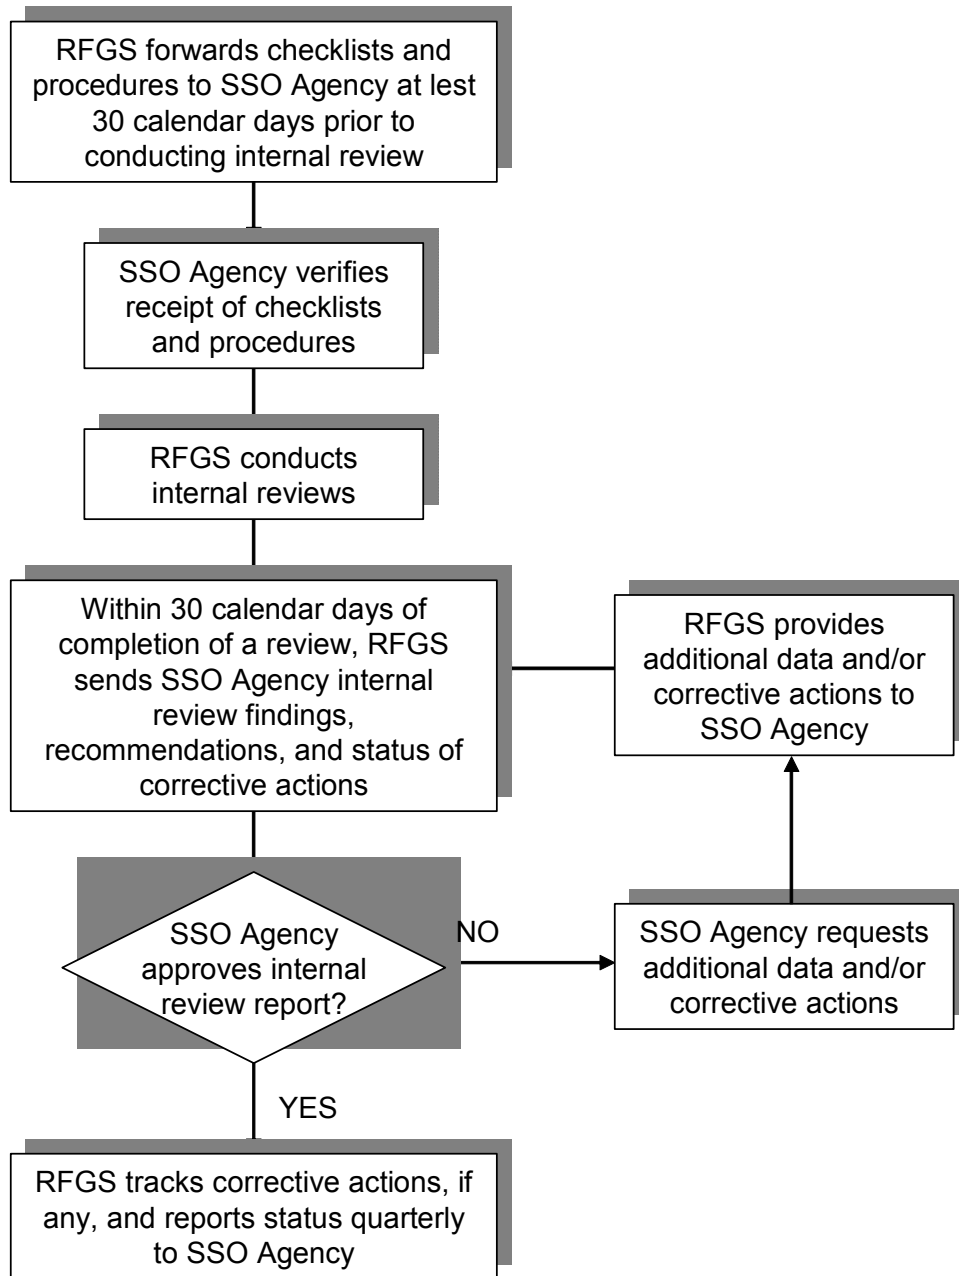 RFGS forwards checklists and
procedures to SSO Agency at lest
30 calendar days prior to
conducting internal review
SSO Agency verifies
receipt of checklists
and procedures
RFGS conducts
internal reviews
Within 30 calendar days of
completion of a review, RFGS
sends SSO Agency internal
review findings,
recommendations, and status of
corrective actions
RFGS provides
additional data and/or
corrective actions to
SSO Agency
SSO Agency
approves internal
review report?
NO
SSO Agency requests
additional data and/or
corrective actions
YES
RFGS tracks corrective actions, if
any, and reports status quarterly
to SSO Agency